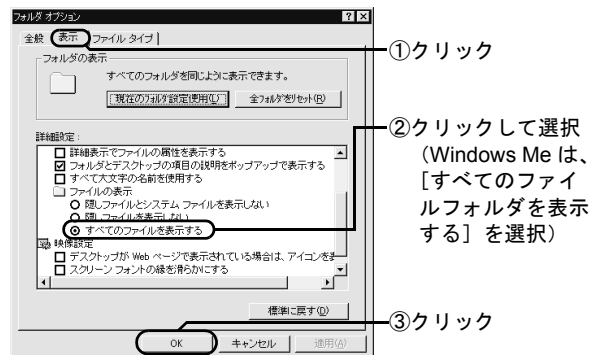 フォルダ オプション
全般 表示 ファイル タイプ
フォルダの表示
すべてのフォルダを同じように表示できます。
現在のフォルダ設定使用(L) 全フォルダをリセット(R)
詳細設定:
詳細表示でファイルの属性を表示する
フォルダとデスクトップの項目の説明をポップアップで表示する
すべて大文字の名前を使用する
ファイルの表示
隠しファイルとシステム ファイルを表示しない
隠しファイルを表示しない
すべてのファイルを表示する
映像設定
デスクトップが Web ページで表示されている場合は、アイコンを
スクリーン フォントの縁を滑らかにする
標準に戻す(D)
OK キャンセル 適用(A)
①クリック
②クリックして選択
(Windows Me は、
[すべてのファイ
ルフォルダを表示
する] を選択)
③クリック